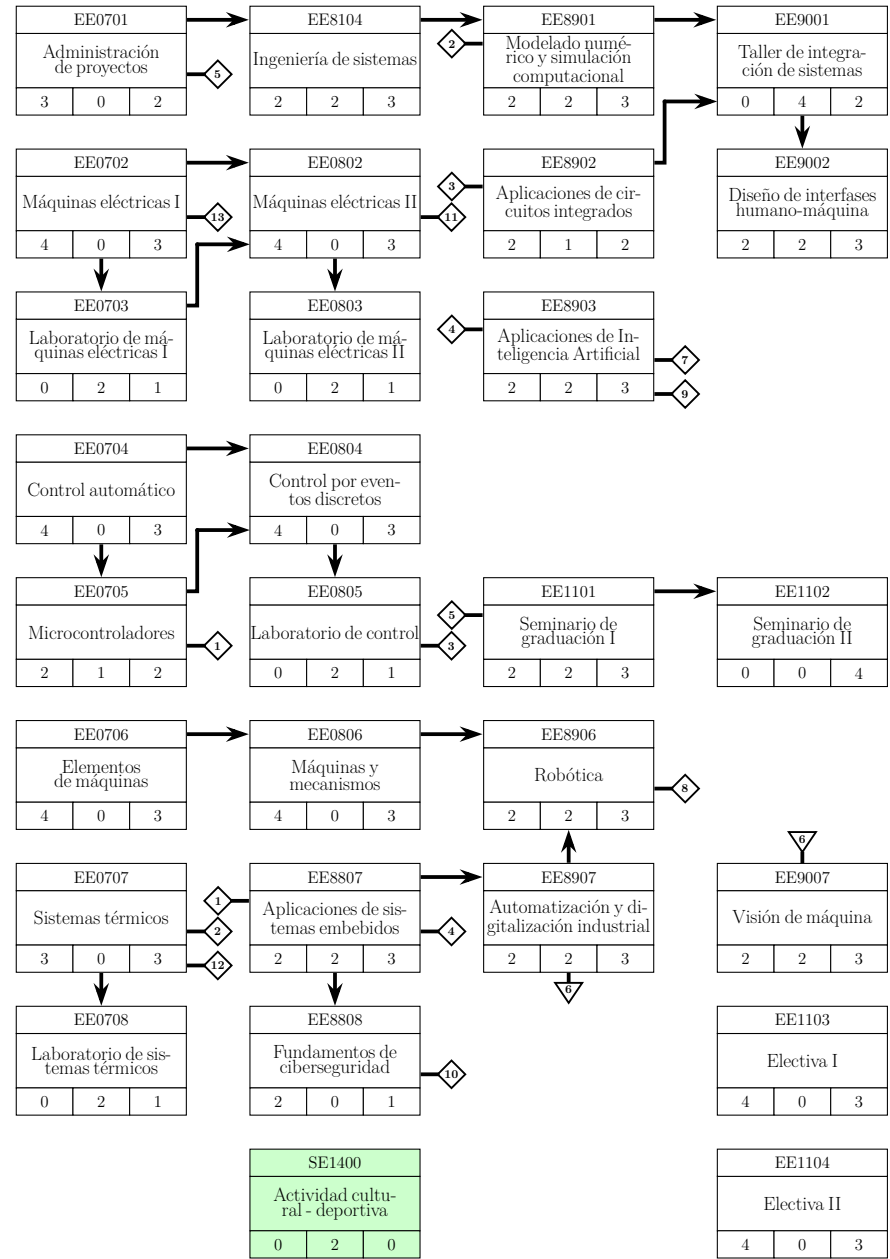 EE0701
Administración
de proyectos
5
3 0 2
EE8104
Ingeniería de sistemas
2 2 3
EE8901
2
Modelado numé-
rico y simulación
computacional
2 2 3
EE9001
Taller de integra-
ción de sistemas
0 4 2
EE0702
Máquinas eléctricas I
13
4 0 3
EE0802
Máquinas eléctricas II
11
4 0 3
EE8902
3
Aplicaciones de cir-
cuitos integrados
2 1 2
EE9002
Diseño de interfases
humano-máquina
2 2 3
EE0703
Laboratorio de má-
quinas eléctricas I
0 2 1
EE0803
Laboratorio de má-
quinas eléctricas II
0 2 1
EE8903
4
Aplicaciones de In-
teligencia Artificial
7
2 2 3
9
EE0704
Control automático
4 0 3
EE0804
Control por even-
tos discretos
4 0 3
EE0705
Microcontroladores
1
2 1 2
EE0805
Laboratorio de control
3
0 2 1
EE1101
5
Seminario de
graduación I
2 2 3
EE1102
Seminario de
graduación II
0 0 4
EE0706
Elementos
de máquinas
4 0 3
EE0806
Máquinas y
mecanismos
4 0 3
EE8906
Robótica
8
2 2 3
EE0707
Sistemas térmicos
2
3 0 3
12
EE8807
1
Aplicaciones de sis-
temas embebidos
4
2 2 3
EE8907
Automatización y di-
gitalización industrial
2 2 3
6
6
EE9007
Visión de máquina
2 2 3
EE0708
Laboratorio de sis-
temas térmicos
0 2 1
EE8808
Fundamentos de
ciberseguridad
10
2 0 1
EE1103
Electiva I
4 0 3
SE1400
Actividad cultu-
ral - deportiva
0 2 0
EE1104
Electiva II
4 0 3